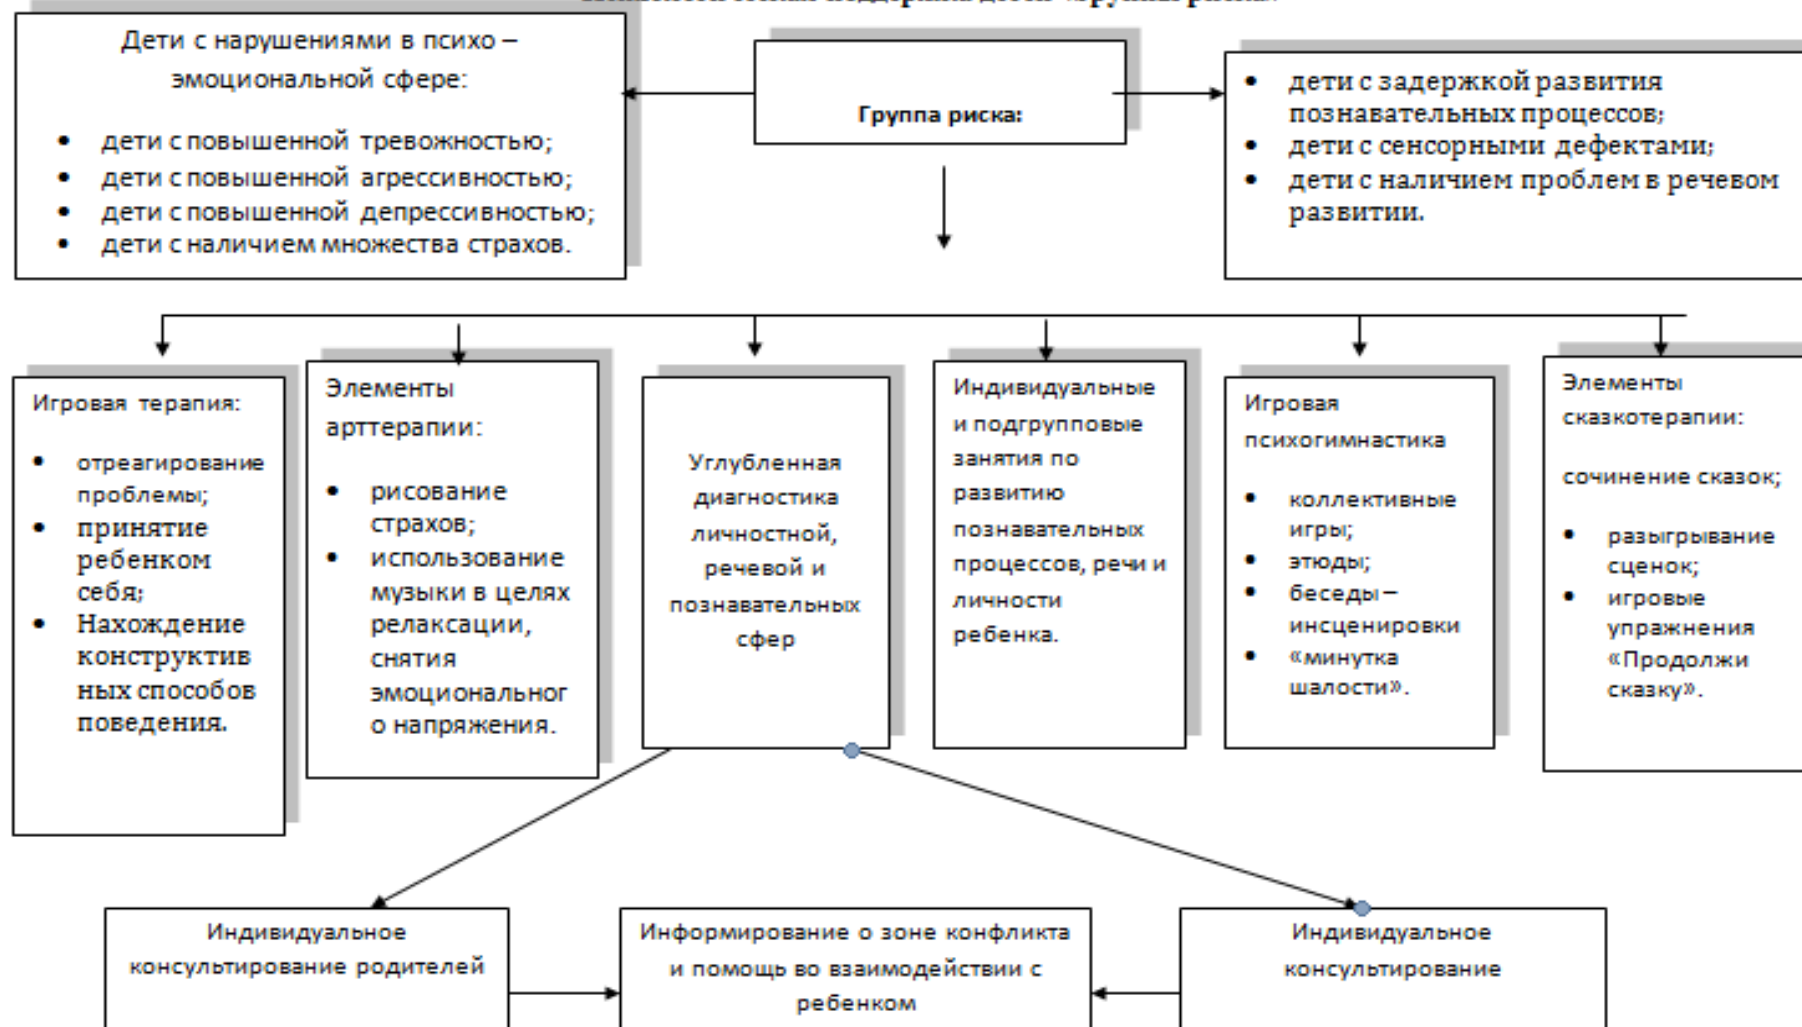 поддержка детей «группы риска»
Дети с нарушениями в психо –
эмоциональной сфере:
• дети с повышенной тревожностью;
• дети с повышенной агрессивностью;
• дети с повышенной депрессивностью;
• дети с наличием множества страхов.
Группа риска:
• дети с задержкой развития
познавательных процессов;
• дети с сенсорными дефектами;
• дети с наличием проблем в речевом
развитии.
Игровая терапия:
• отреагирование
проблемы;
• принятие
ребенком
себя;
• Нахождение
конструктив
ных способов
поведения.
Элементы
арттерапии:
• рисование
страхов;
• использование
музыки в целях
релаксации,
снятия
эмоциональног
о напряжения.
Углубленная
диагностика
личностной,
речевой и
познавательных
сфер
Индивидуальные
и подгрупповые
занятия по
развитию
познавательных
процессов, речи и
личности
ребенка.
Игровая
психогимнастика
• коллективные
игры;
• этюды;
• беседы –
инсценировки
• «минутка
шалости».
Элементы
сказкотерапии:
сочинение сказок;
• разыгрывание
сценок;
• игровые
упражнения
«Продолжи
сказку».
Индивидуальное
консультирование родителей
Информирование о зоне конфликта
и помощь во взаимодействии с
ребенком
Индивидуальное
консультирование